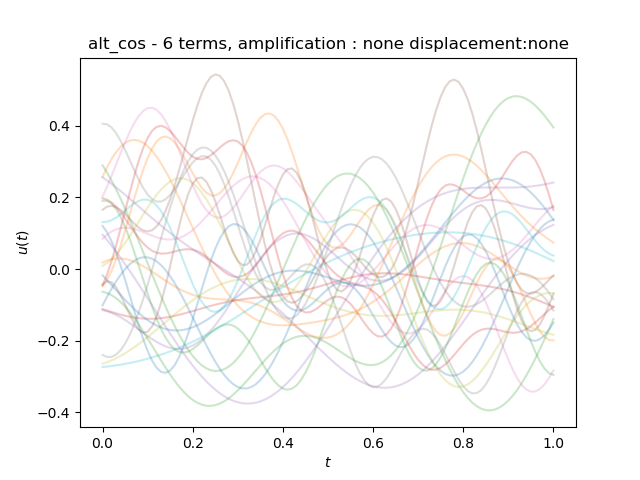 alt_cos - 6 terms, amplification : none displacement:none
u(t)
0.4
0.2
0.0
−0.2
−0.4
0.0 0.2 0.4 0.6 0.8 1.0
t